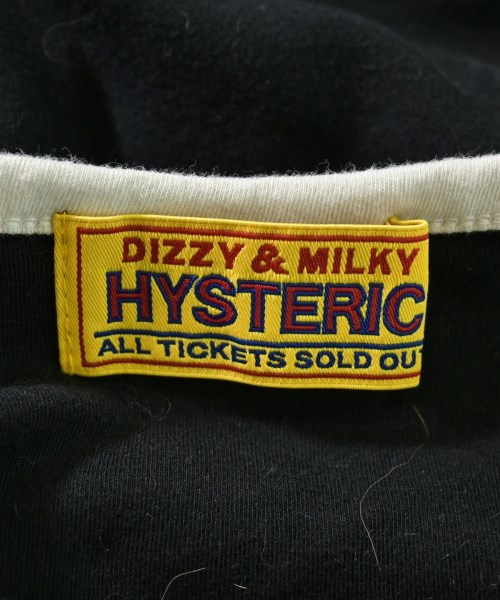 DIZZY & MILKY
HYSTERIC
ALL TICKETS SOLD OUT